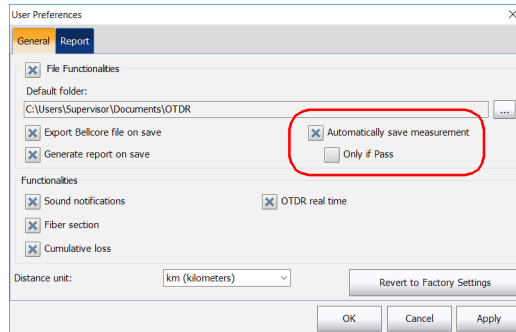 User Preferences
General Report
File Functionalities
Default folder:
C:\Users\Supervisor\Documents\OTDR ...
Export Bellcore file on save Automatically save measurement
Generate report on save Only if Pass
Functionalities
Sound notifications OTDR real time
Fiber section
Cumulative loss
Distance unit: km (kilometers) Revert to Factory Settings
OK Cancel Apply